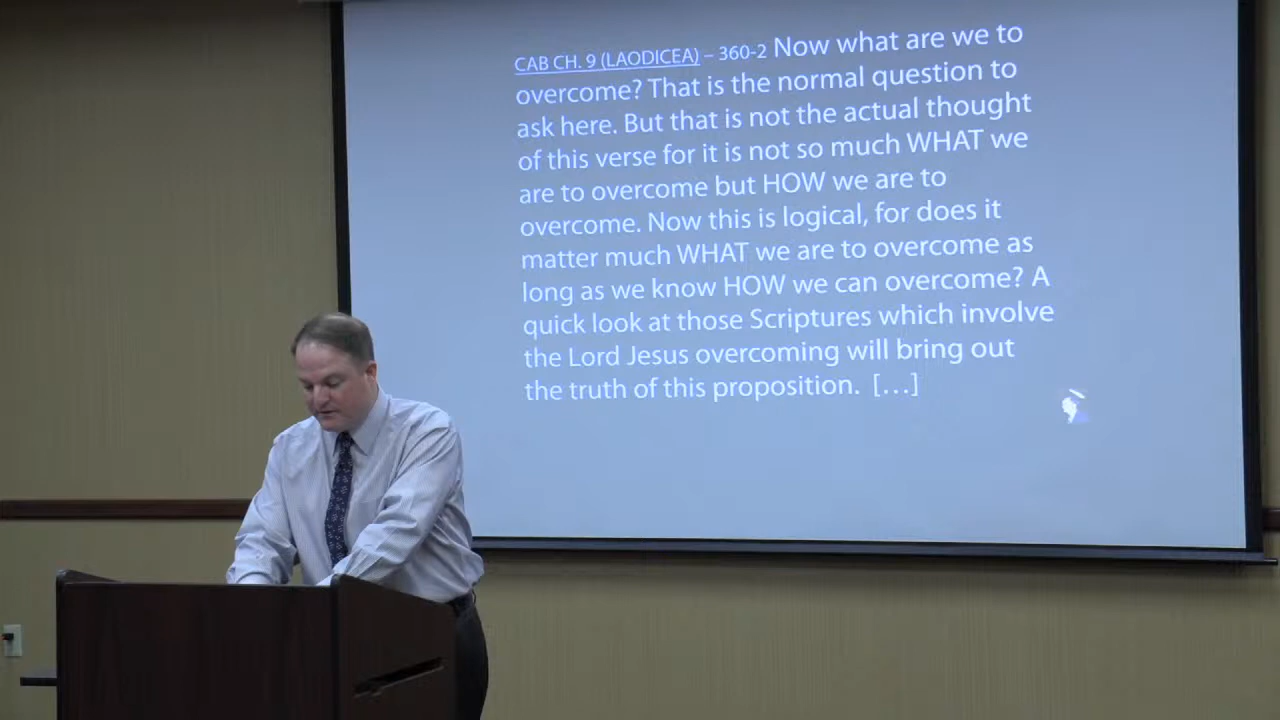 CAB CH. 9 (LAODICEA) – 360-2 Now what are we to
overcome? That is the normal question to
ask here. But that is not the actual thought
of this verse for it is not so much WHAT we
are to overcome but HOW we are to
overcome. Now this is logical, for does it
matter much WHAT we are to overcome as
long as we know HOW we can overcome? A
quick look at those Scriptures which involve
the Lord Jesus overcoming will bring out
the truth of this proposition. […]